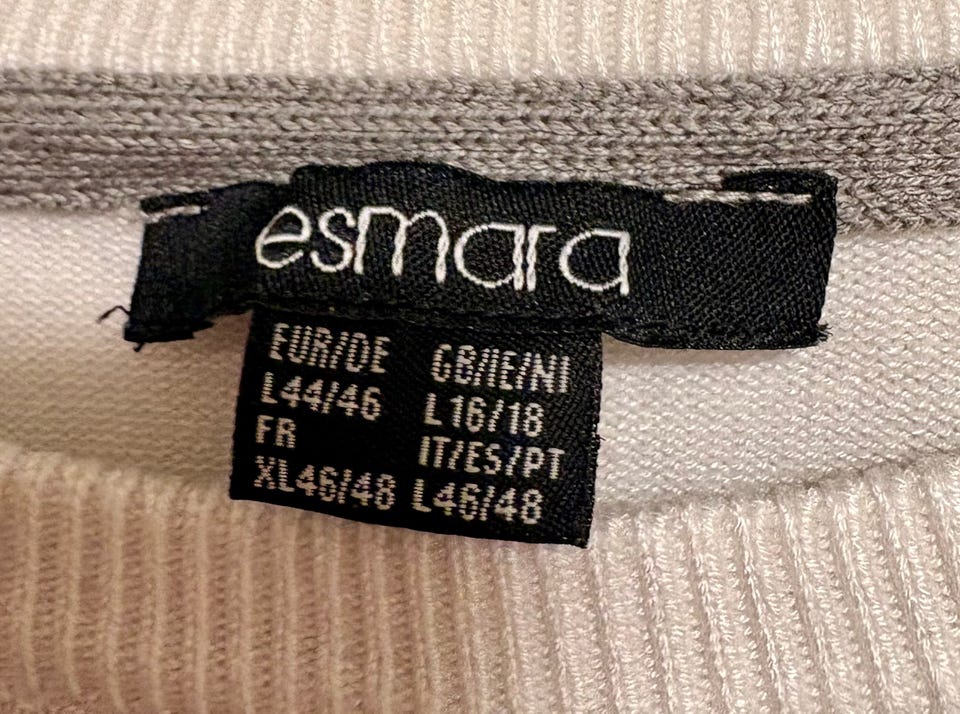 esmara
EUR/DE GB/IE/NI
L44/46 L16/18
FR IT/ES/PT
XL46/48 L46/48